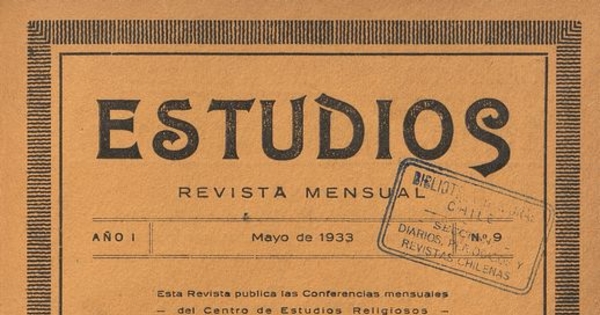 ESTUDIOS
REVISTA MENSUAL
AÑO I Mayo de 1933 N.º 9
CHILE
DIARIOS, Y
REVISTAS CHILENAS
Esta Revista publica las Conferencias mensuales
— del Centro de Estudios Religiosos —